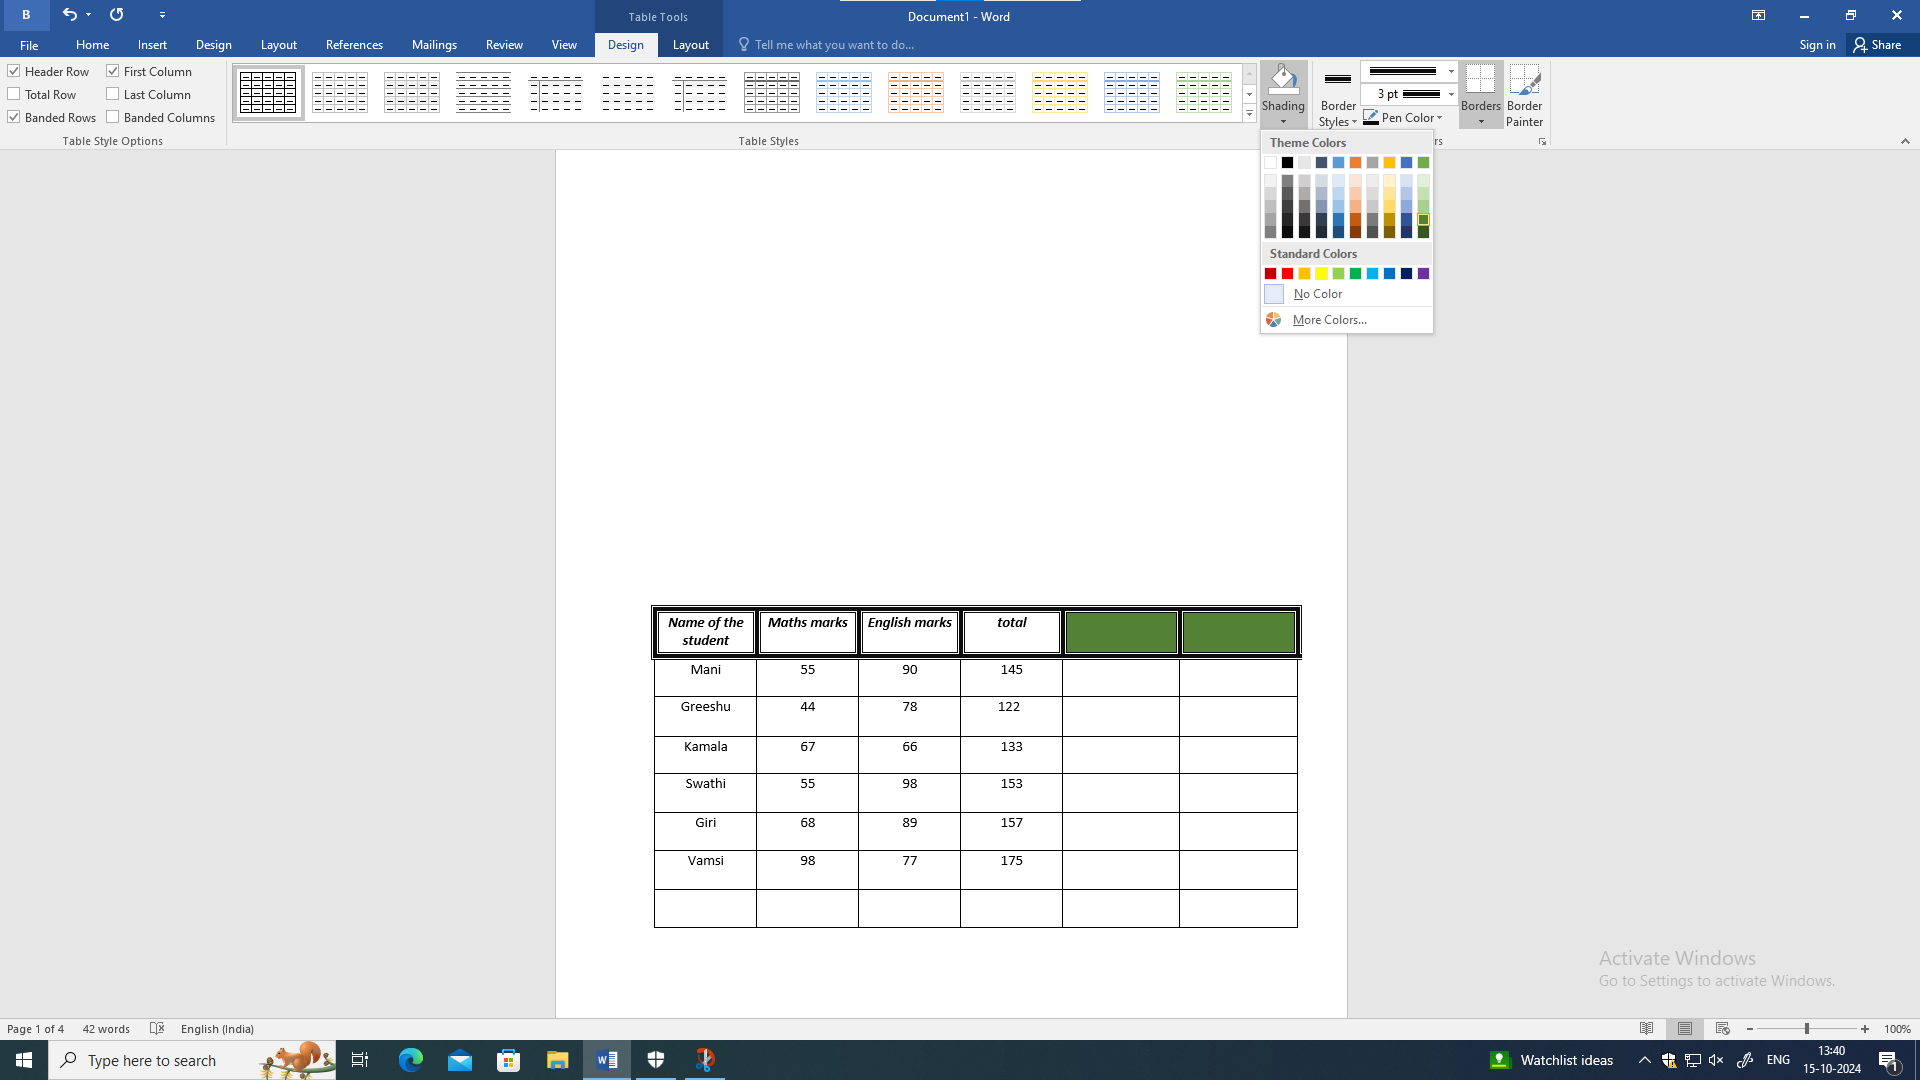 B
Table Tools
Document1 - Word
File Home Insert Design Layout References Mailings Review View Design Layout Tell me what you want to do... Sign in Share
Header Row First Column
Total Row Last Column
Banded Rows Banded Columns
Table Style Options
Table Styles
Shading
Border
Styles
3 pt
Pen Color
Borders
Border
Painter
rs
Theme Colors
Standard Colors
No Color
More Colors...
Name of the student Maths marks English marks total
Mani 55 90 145
Greeshu 44 78 122
Kamala 67 66 133
Swathi 55 98 153
Giri 68 89 157
Vamsi 98 77 175
Activate Windows
Go to Settings to activate Windows.
Page 1 of 4 42 words English (India) 100%
Type here to search
W
Watchlist ideas
ENG
13:40
15-10-2024
1